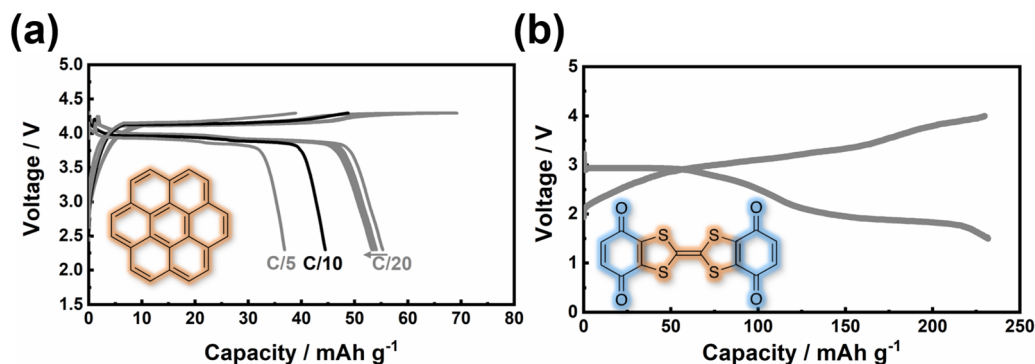 (a)
5.0
4.5
4.0
3.5
3.0
2.5
2.0
1.5
Voltage / V
C/5
C/10
C/20
0
10
20
30
40
50
60
70
80
Capacity / mAh g⁻¹
(b)
5
4
3
2
1
0
Voltage / V
O
O
S
S
S
S
O
O
0
50
100
150
200
250
Capacity / mAh g⁻¹